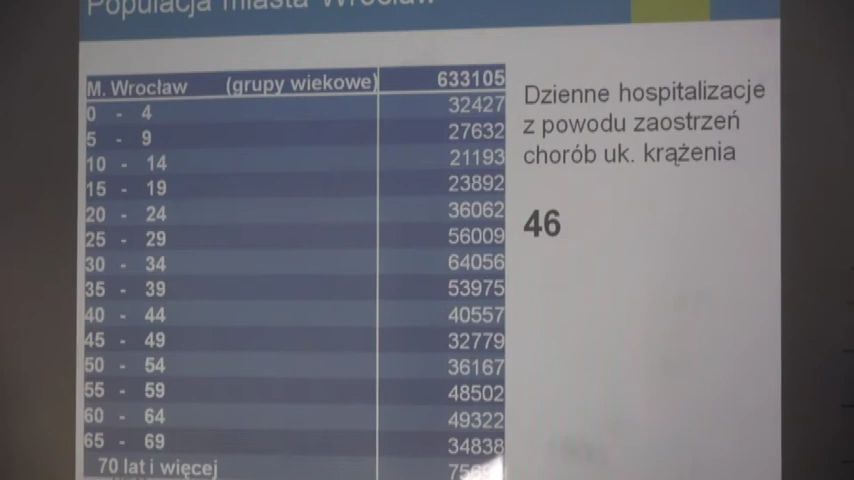 Populacja miasta Wrocław
M. Wrocław (grupy wiekowe) 633105
0 - 4 32427
5 - 9 27632
10 - 14 21193
15 - 19 23892
20 - 24 36062
25 - 29 56009
30 - 34 64056
35 - 39 53975
40 - 44 40557
45 - 49 32779
50 - 54 36167
55 - 59 48502
60 - 64 49322
65 - 69 34838
70 lat i więcej
Dzienne hospitalizacje
z powodu zaostrzeń
chorób uk. krążenia
46